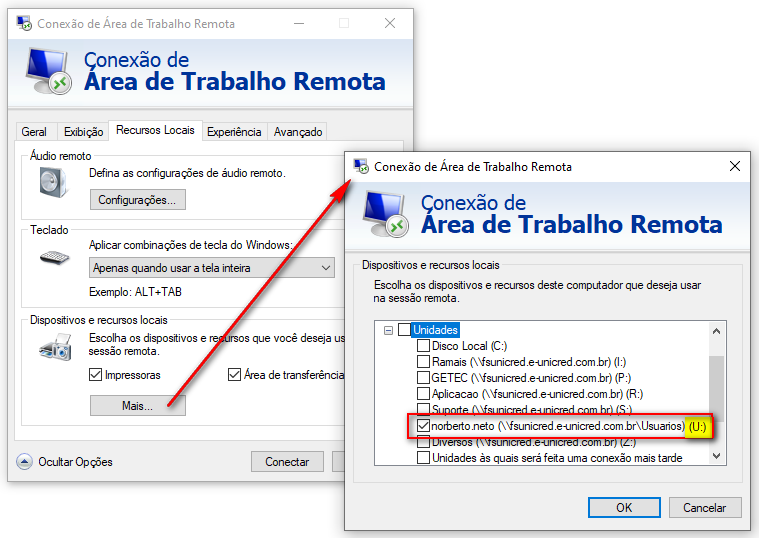 Conexão de Área de Trabalho Remota
Conexão de
Área de Trabalho Remota
Geral Exibição Recursos Locais Experiência Avançado
Áudio remoto
Defina as configurações de áudio remoto.
Configurações...
Teclado
Aplicar combinações de tecla do Windows:
Apenas quando usar a tela inteira
Exemplo: ALT+TAB
Dispositivos e recursos locais
Escolha os dispositivos e recursos que você deseja us
sessão remota.
Impressoras Área de transferência
Mais...
Ocultar Opções Conectar
Conexão de Área de Trabalho Remota
Conexão de
Área de Trabalho Remota
Dispositivos e recursos locais
Escolha os dispositivos e recursos deste computador que deseja usar
na sessão remota.
Unidades
Disco Local (C:)
Ramais (\\fsunicred.e-unicred.com.br) (I:)
GETEC (\\fsunicred.e-unicred.com.br) (P:)
Aplicacao (\\fsunicred.e-unicred.com.br) (R:)
Suporte (\\fsunicred.e-unicred.com.br) (S:)
norberto.neto (\\fsunicred.e-unicred.com.br\Usuarios) (U:)
Diversos (\\fsunicred.e-unicred.com.br) (Z:)
Unidades às quais será feita uma conexão mais tarde
OK Cancelar